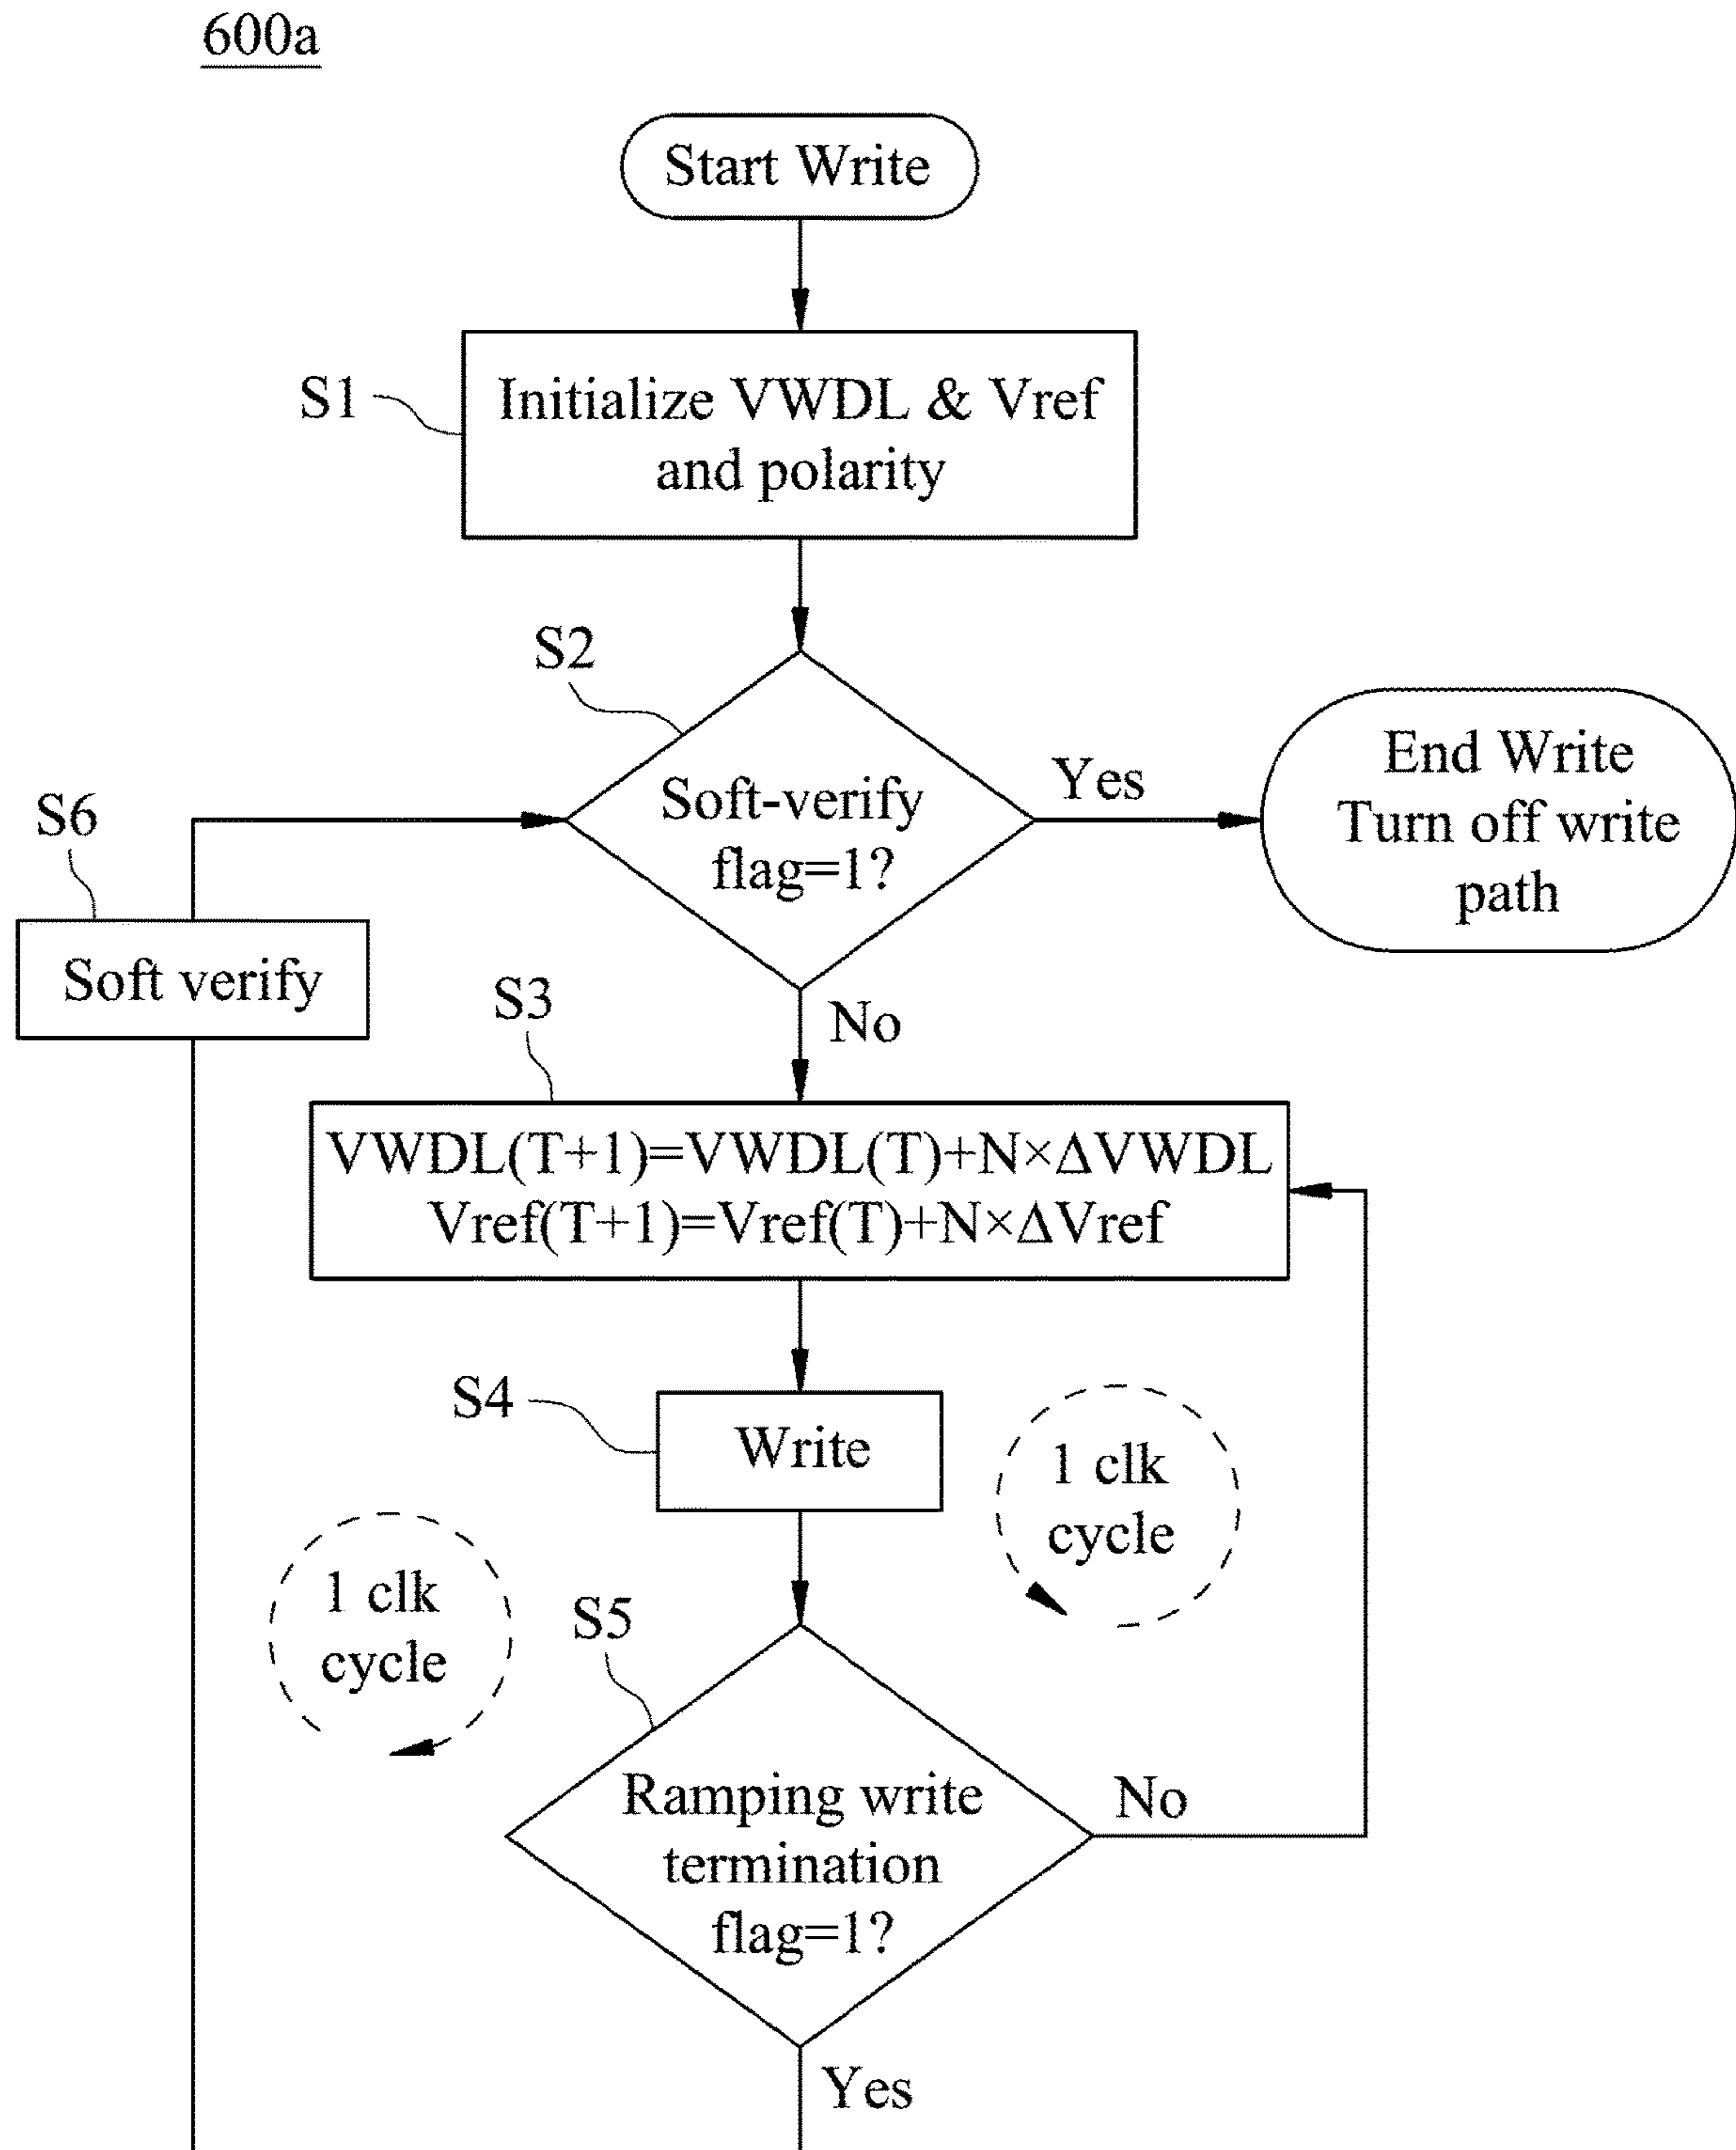 600a
Start Write
S1
Initialize VWDL & Vref
and polarity
S2
Soft-verify
flag=1?
Yes
End Write
Turn off write
path
S6
Soft verify
No
S3
VWDL(T+1)=VWDL(T)+N×ΔVWDL
Vref(T+1)=Vref(T)+N×ΔVref
S4
Write
1 clk
cycle
1 clk
cycle
S5
Ramping write
termination
flag=1?
No
Yes